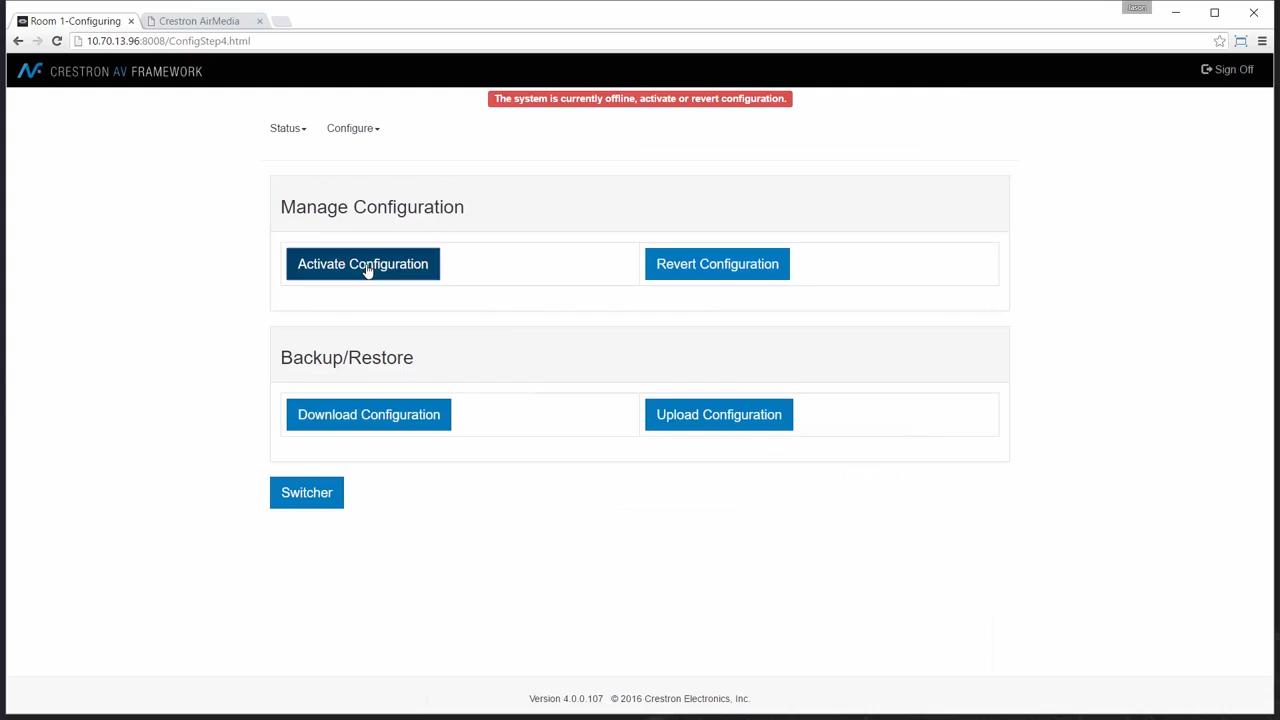 Jason
Room 1-Configuring
Crestron AirMedia
10.70.13.96:8008/ConfigStep4.html
CRESTRON AV FRAMEWORK
Sign Off
The system is currently offline, activate or revert configuration.
Status
Configure
Manage Configuration
Activate Configuration
Revert Configuration
Backup/Restore
Download Configuration
Upload Configuration
Switcher
Version 4.0.0.107 © 2016 Crestron Electronics, Inc.